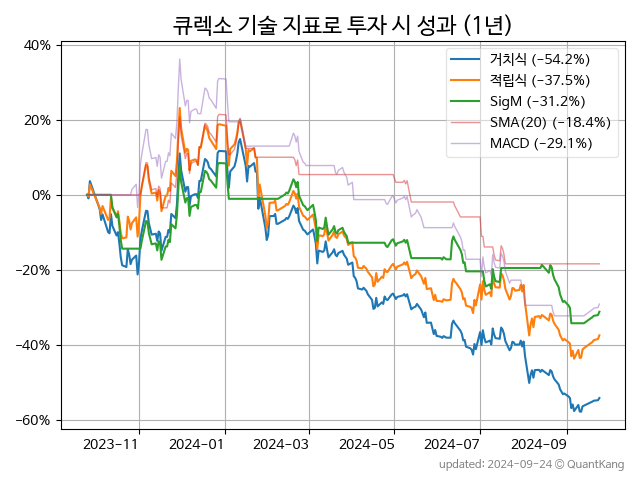 큐렉소 기술 지표로 투자 시 성과 (1년)
40%
20%
0%
−20%
−40%
−60%
거치식 (−54.2%)
적립식 (−37.5%)
SigM (−31.2%)
SMA(20) (−18.4%)
MACD (−29.1%)
2023−11 2024−01 2024−03 2024−05 2024−07 2024−09
updated: 2024-09-24 © QuantKang